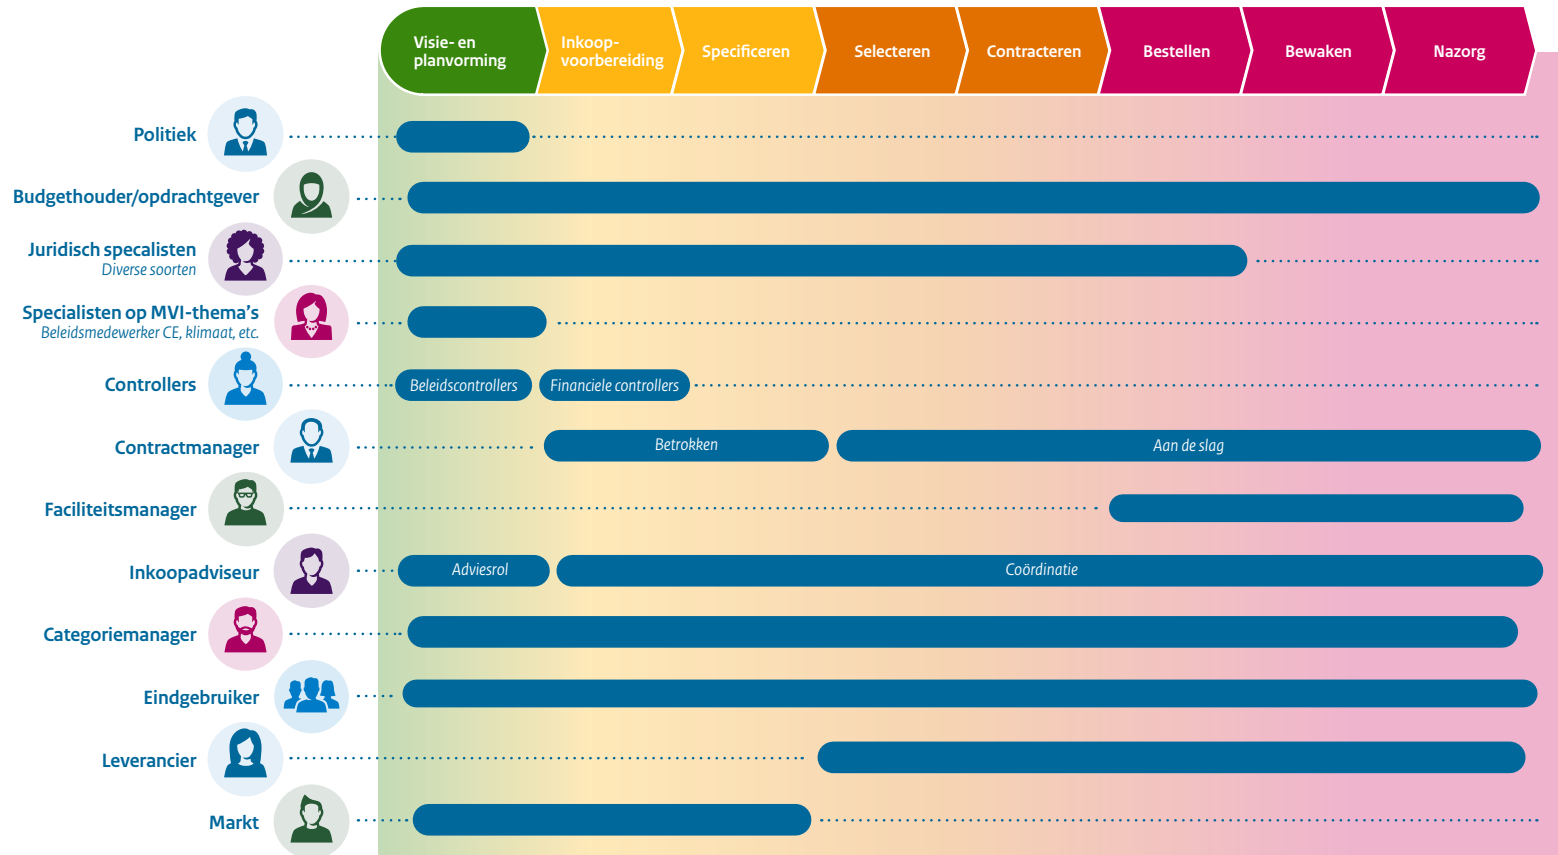 Visie- en
planvorming
Inkoop-
voorbereiding
Specificeren
Selecteren
Contracteren
Bestellen
Bewaken
Nazorg
Politiek
Budgethouder/opdrachtgever
Juridisch specalisten
Diverse soorten
Specialisten op MVI-thema's
Beleidsmedewerker CE, klimaat, etc.
Controllers
Beleidscontrollers
Financiele controllers
Contractmanager
Betrokken
Aan de slag
Faciliteitsmanager
Inkoopadviseur
Adviesrol
Coördinatie
Categoriemanager
Eindgebruiker
Leverancier
Markt